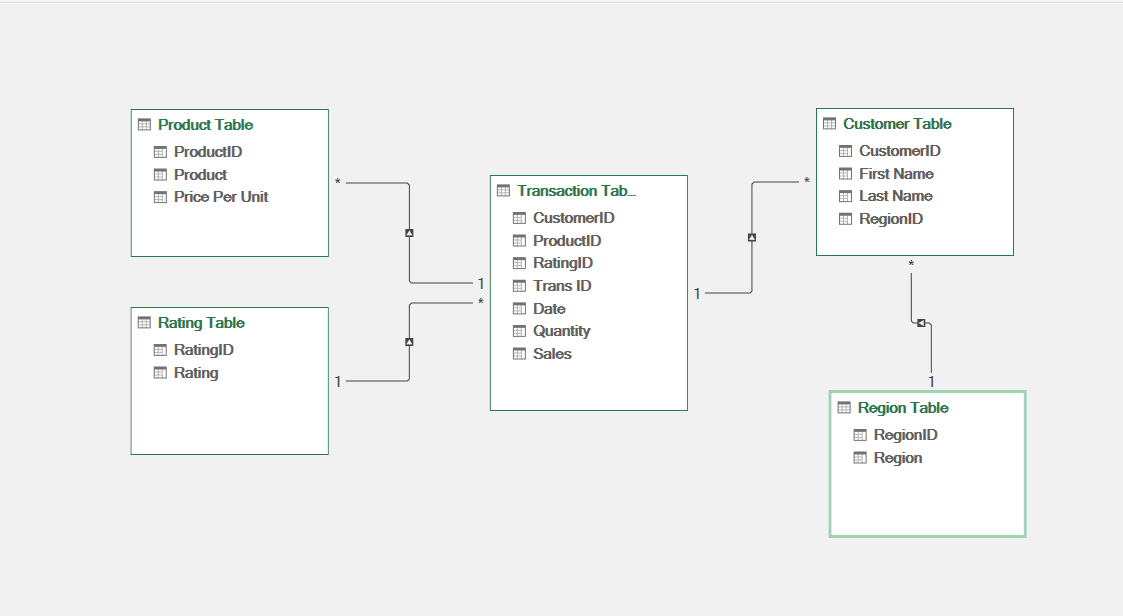 Product Table
ProductID
Product
Price Per Unit
*
1
Rating Table
RatingID
Rating
1
*
Transaction Tab...
CustomerID
ProductID
RatingID
Trans ID
Date
Quantity
Sales
1
*
Customer Table
CustomerID
First Name
Last Name
RegionID
*
1
Region Table
RegionID
Region